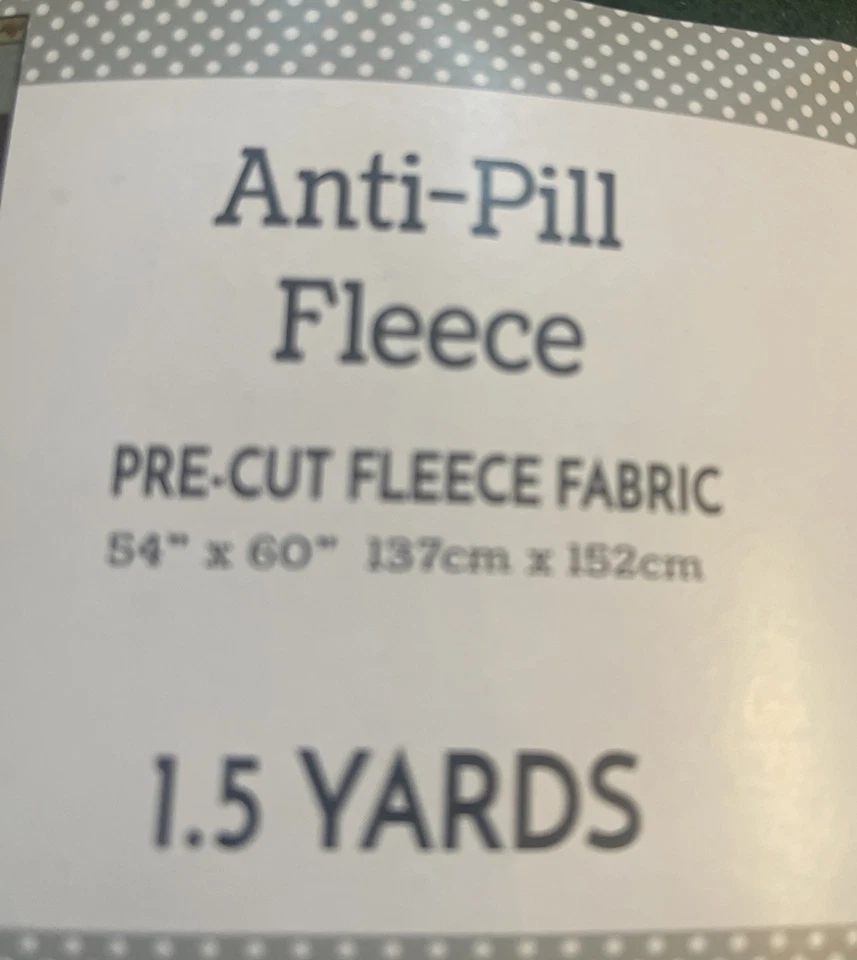 Anti-Pill
Fleece
PRE-CUT FLEECE FABRIC
54" x 60" 137cm x 152cm
1.5 YARDS